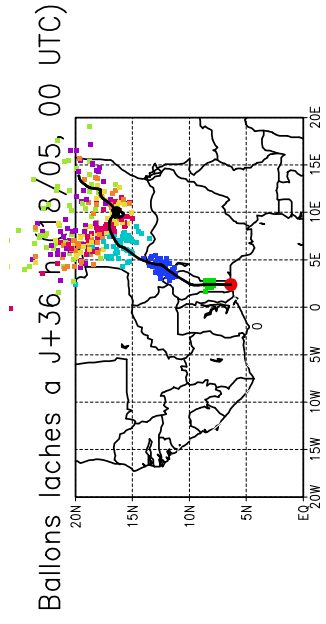 Ballons laches a J+36 h (18/05, 00 UTC)
20N
15N
10N
5N
EQ
20W
15W
10W
5W
0
5E
10E
15E
20E
0